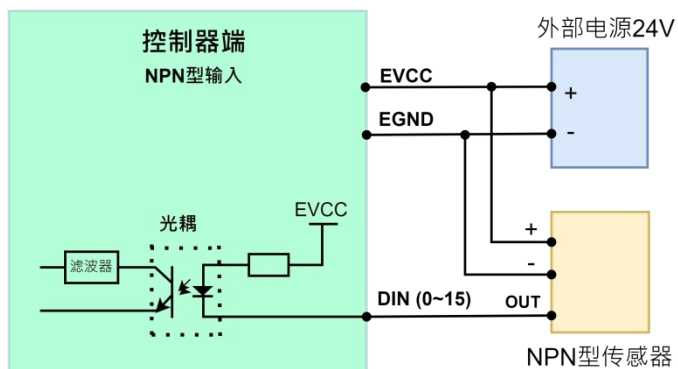 控制器端
NPN型输入
外部电源24V
EVCC
+
EGND
-
光耦
EVCC
滤波器
+
-
DIN (0~15)
OUT
NPN型传感器